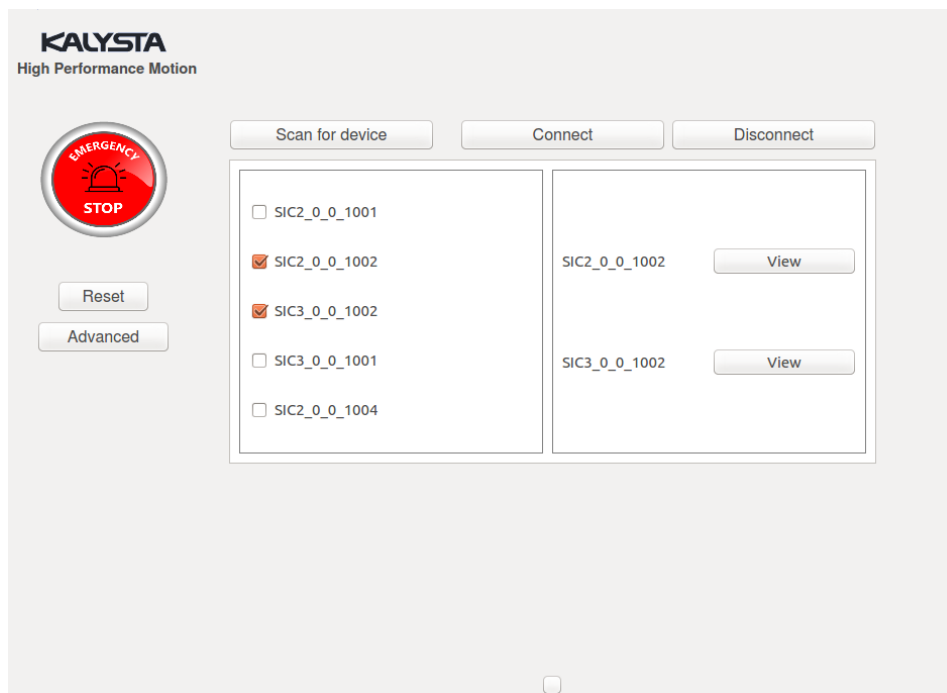 KALYSTA
High Performance Motion
EMERGENCY
STOP
Reset
Advanced
Scan for device
Connect
Disconnect
SIC2_0_0_1001
SIC2_0_0_1002
SIC3_0_0_1002
SIC3_0_0_1001
SIC2_0_0_1004
SIC2_0_0_1002 View
SIC3_0_0_1002 View